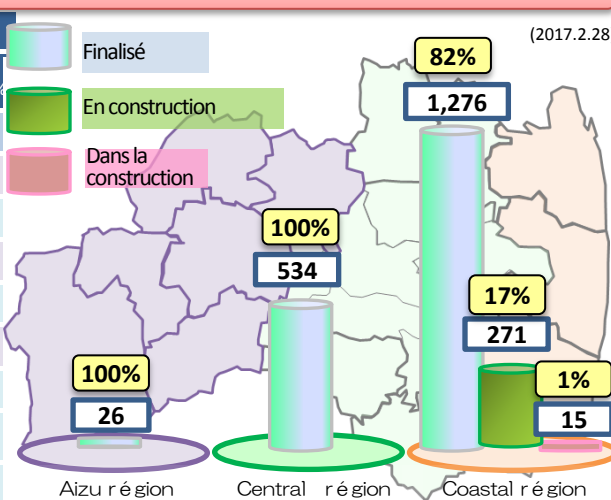 (2017.2.28
Finalisé
En construction
Dans la
construction
82%
1,276
100%
534
17%
271
100%
26
1%
15
Aizu région
Central région
Coastal région